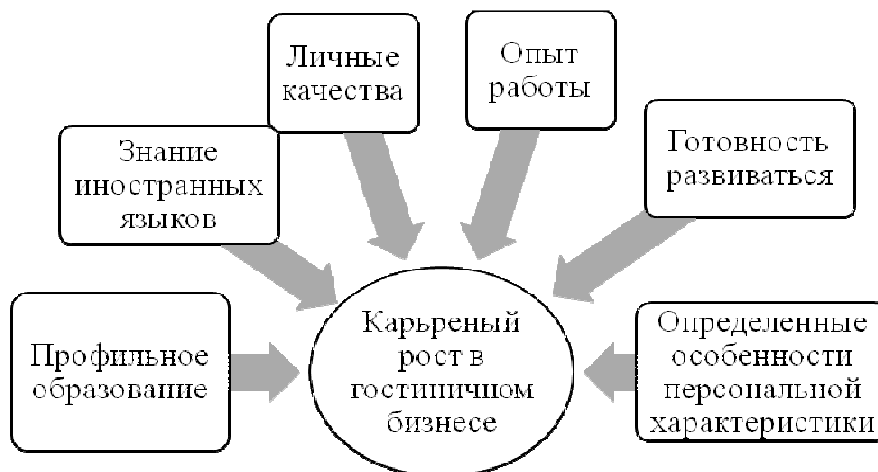 Личные
качества
Опыт
работы
Знание
иностранных
языков
Готовность
развиваться
Профильное
образование
Карьреный
рост в
гостиничном
бизнесе
Определенные
особенности
персональной
характеристики